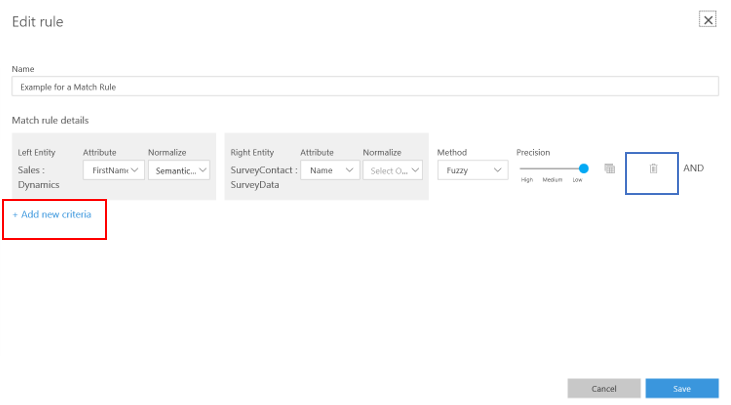 Edit rule
Name
Example for a Match Rule
Match rule details
Left Entity Attribute Normalize Right Entity Attribute Normalize Method Precision
Sales : FirstName Semantic... SurveyContact : Name Select O... Fuzzy AND
Dynamics SurveyData High Medium Low
+ Add new criteria
Cancel Save